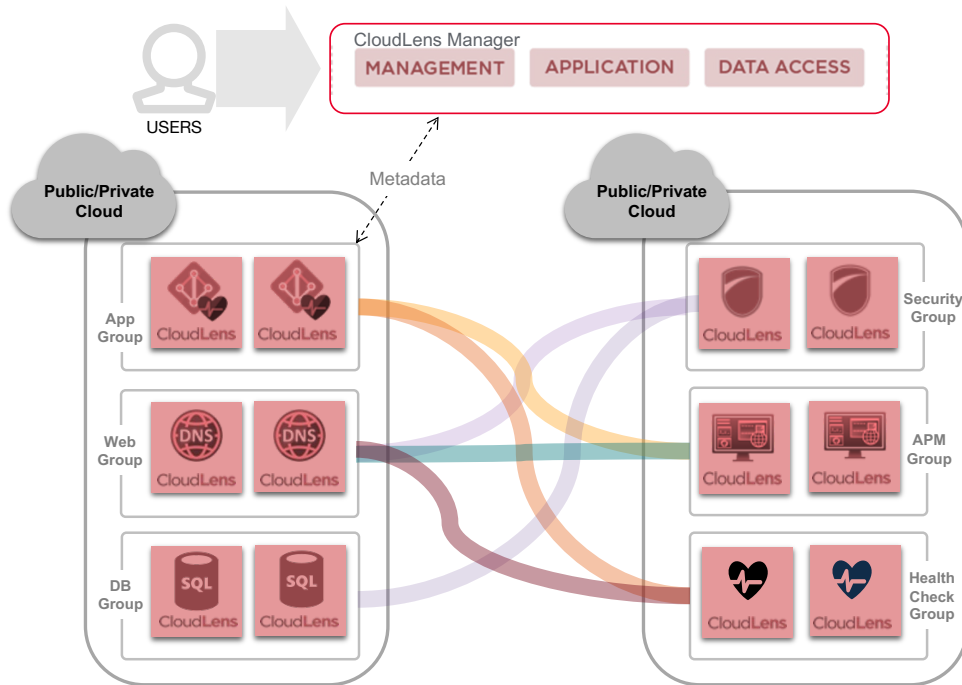 CloudLens Manager
MANAGEMENT
APPLICATION
DATA ACCESS
USERS
Metadata
Public/Private
Cloud
App
Group
CloudLens
CloudLens
Web
Group
DNS
DNS
CloudLens
CloudLens
DB
Group
SQL
SQL
CloudLens
CloudLens
Public/Private
Cloud
CloudLens
CloudLens
Security
Group
CloudLens
CloudLens
APM
Group
CloudLens
CloudLens
Health
Check
Group